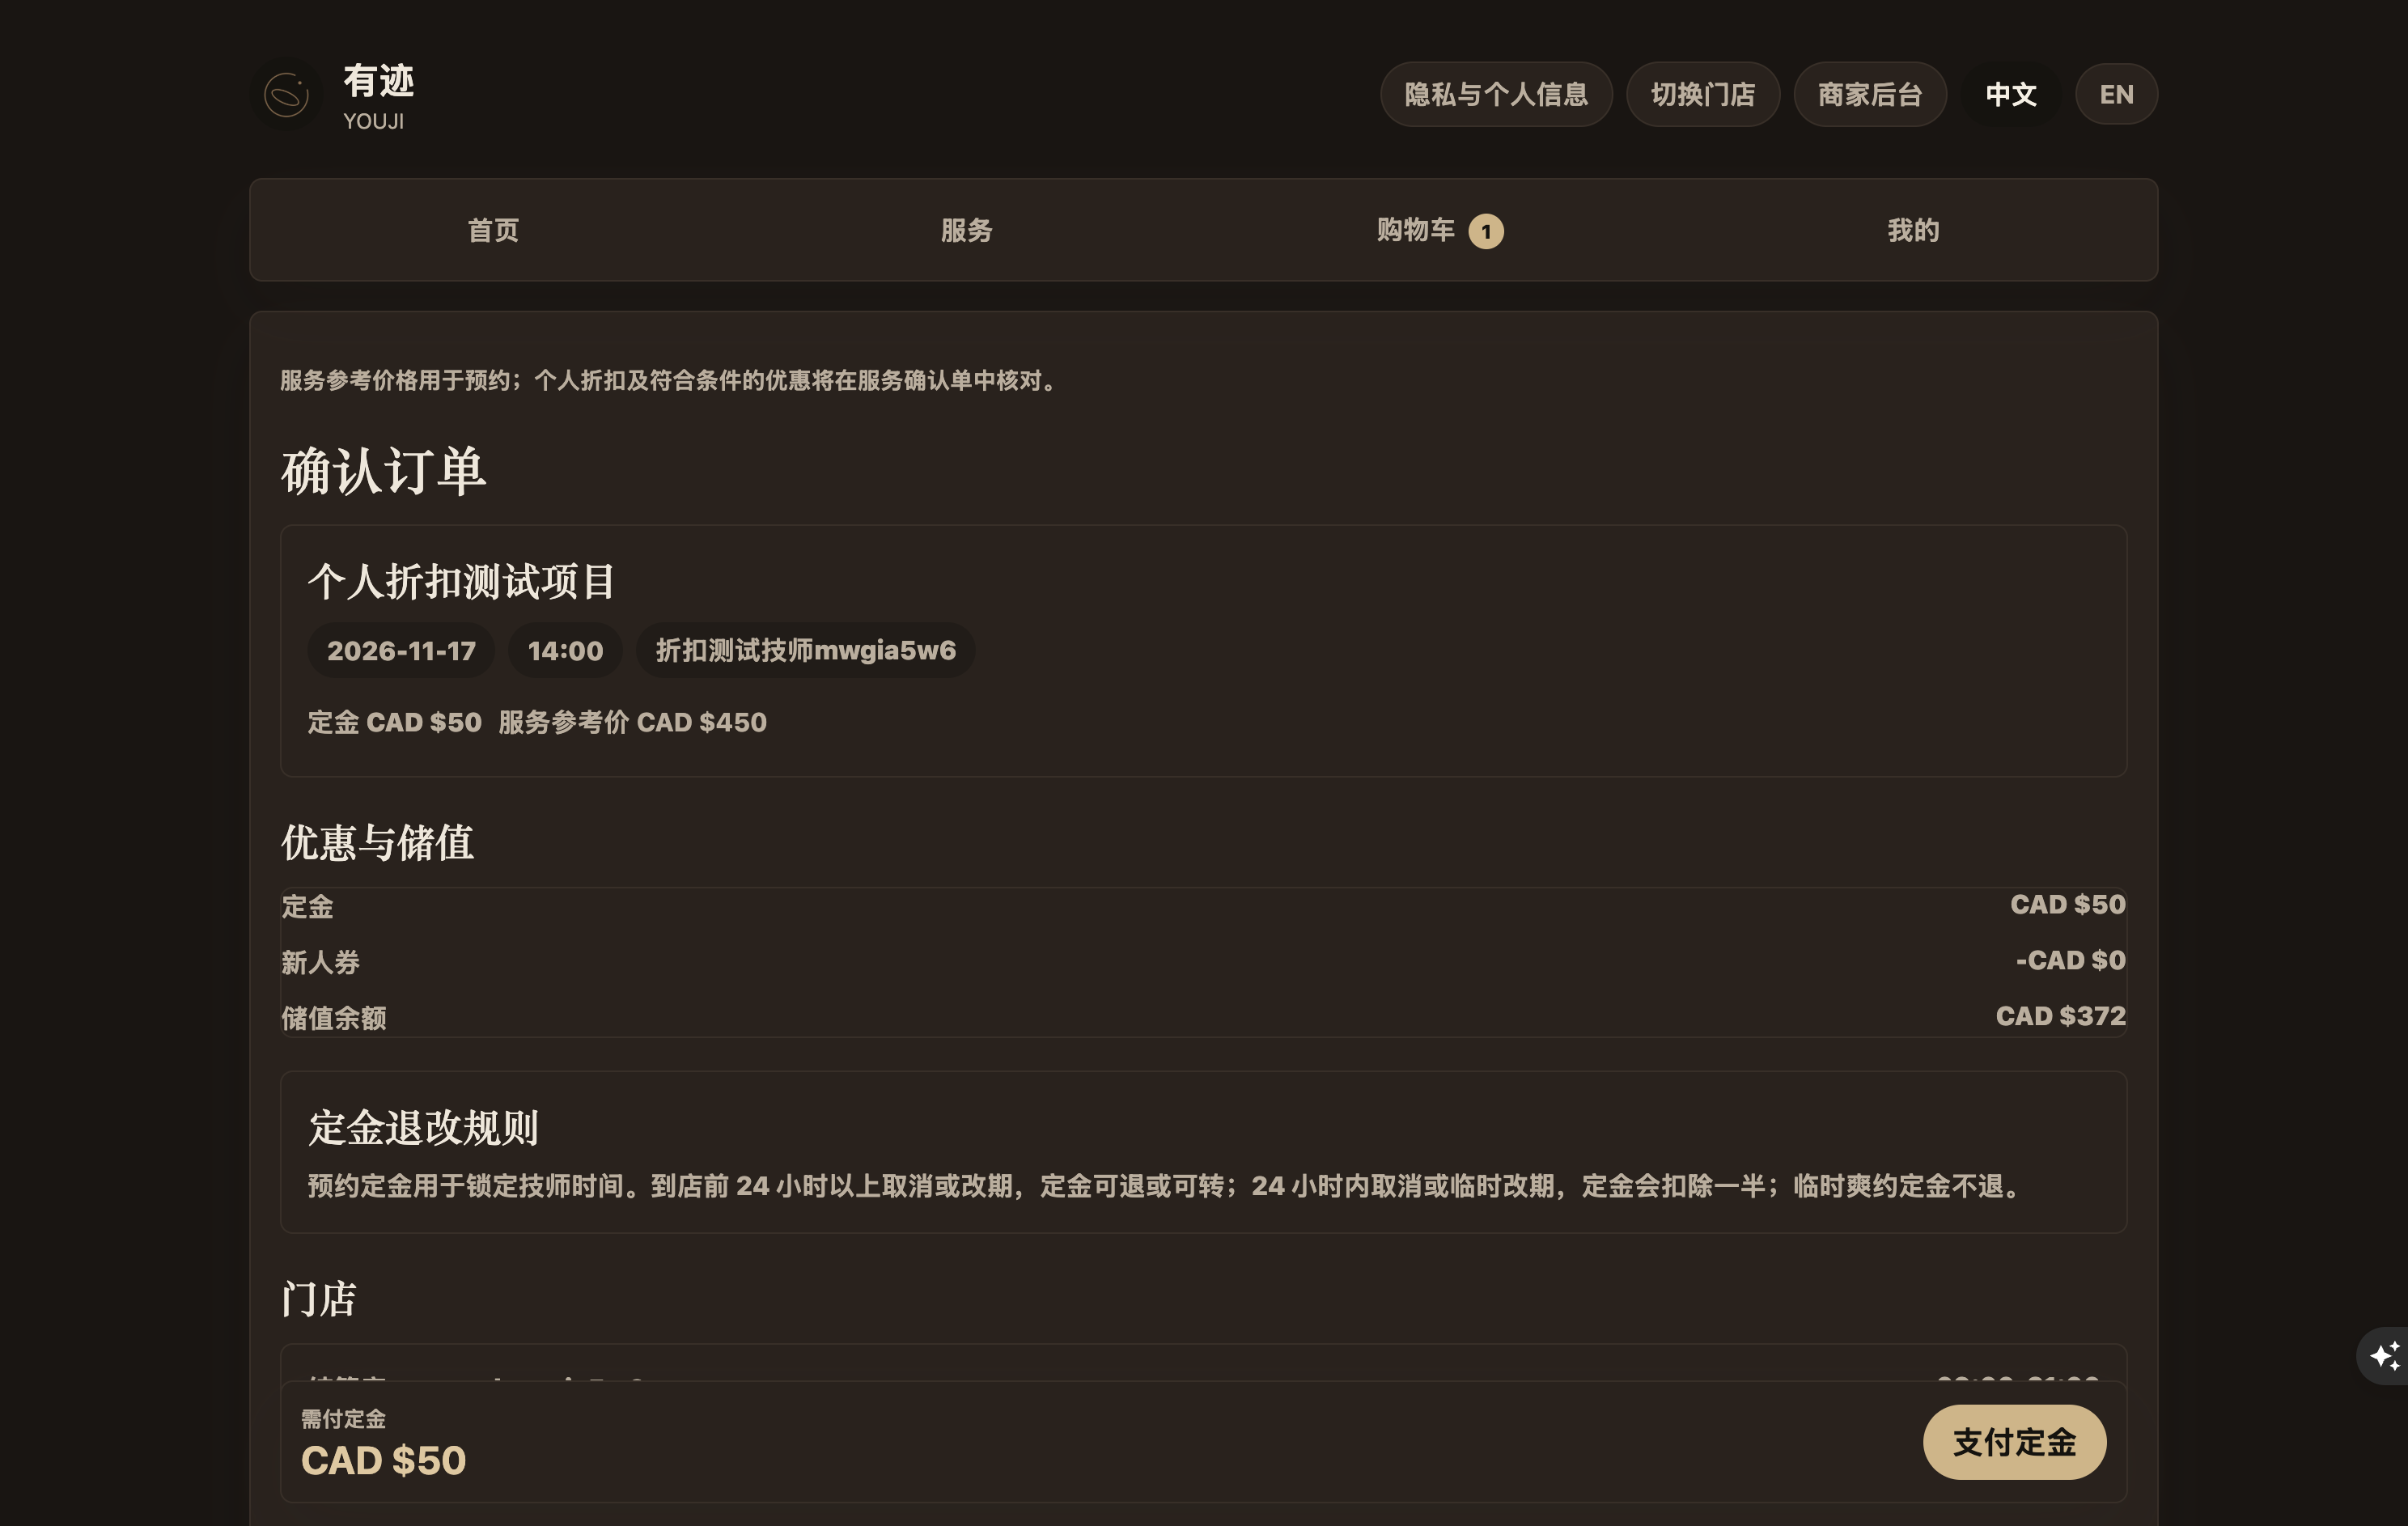 有迹
YOUJI
隐私与个人信息 切换门店 商家后台 中文 EN
首页 服务 购物车 1 我的
服务参考价格用于预约；个人折扣及符合条件的优惠将在服务确认单中核对。
确认订单
个人折扣测试项目
2026-11-17 14:00 折扣测试技师mwgia5w6
定金 CAD $50 服务参考价 CAD $450
优惠与储值
定金 CAD $50
新人券 -CAD $0
储值余额 CAD $372
定金退改规则
预约定金用于锁定技师时间。到店前 24 小时以上取消或改期，定金可退或可转；24 小时内取消或临时改期，定金会扣除一半；临时爽约定金不退。
门店
需付定金
CAD $50 支付定金